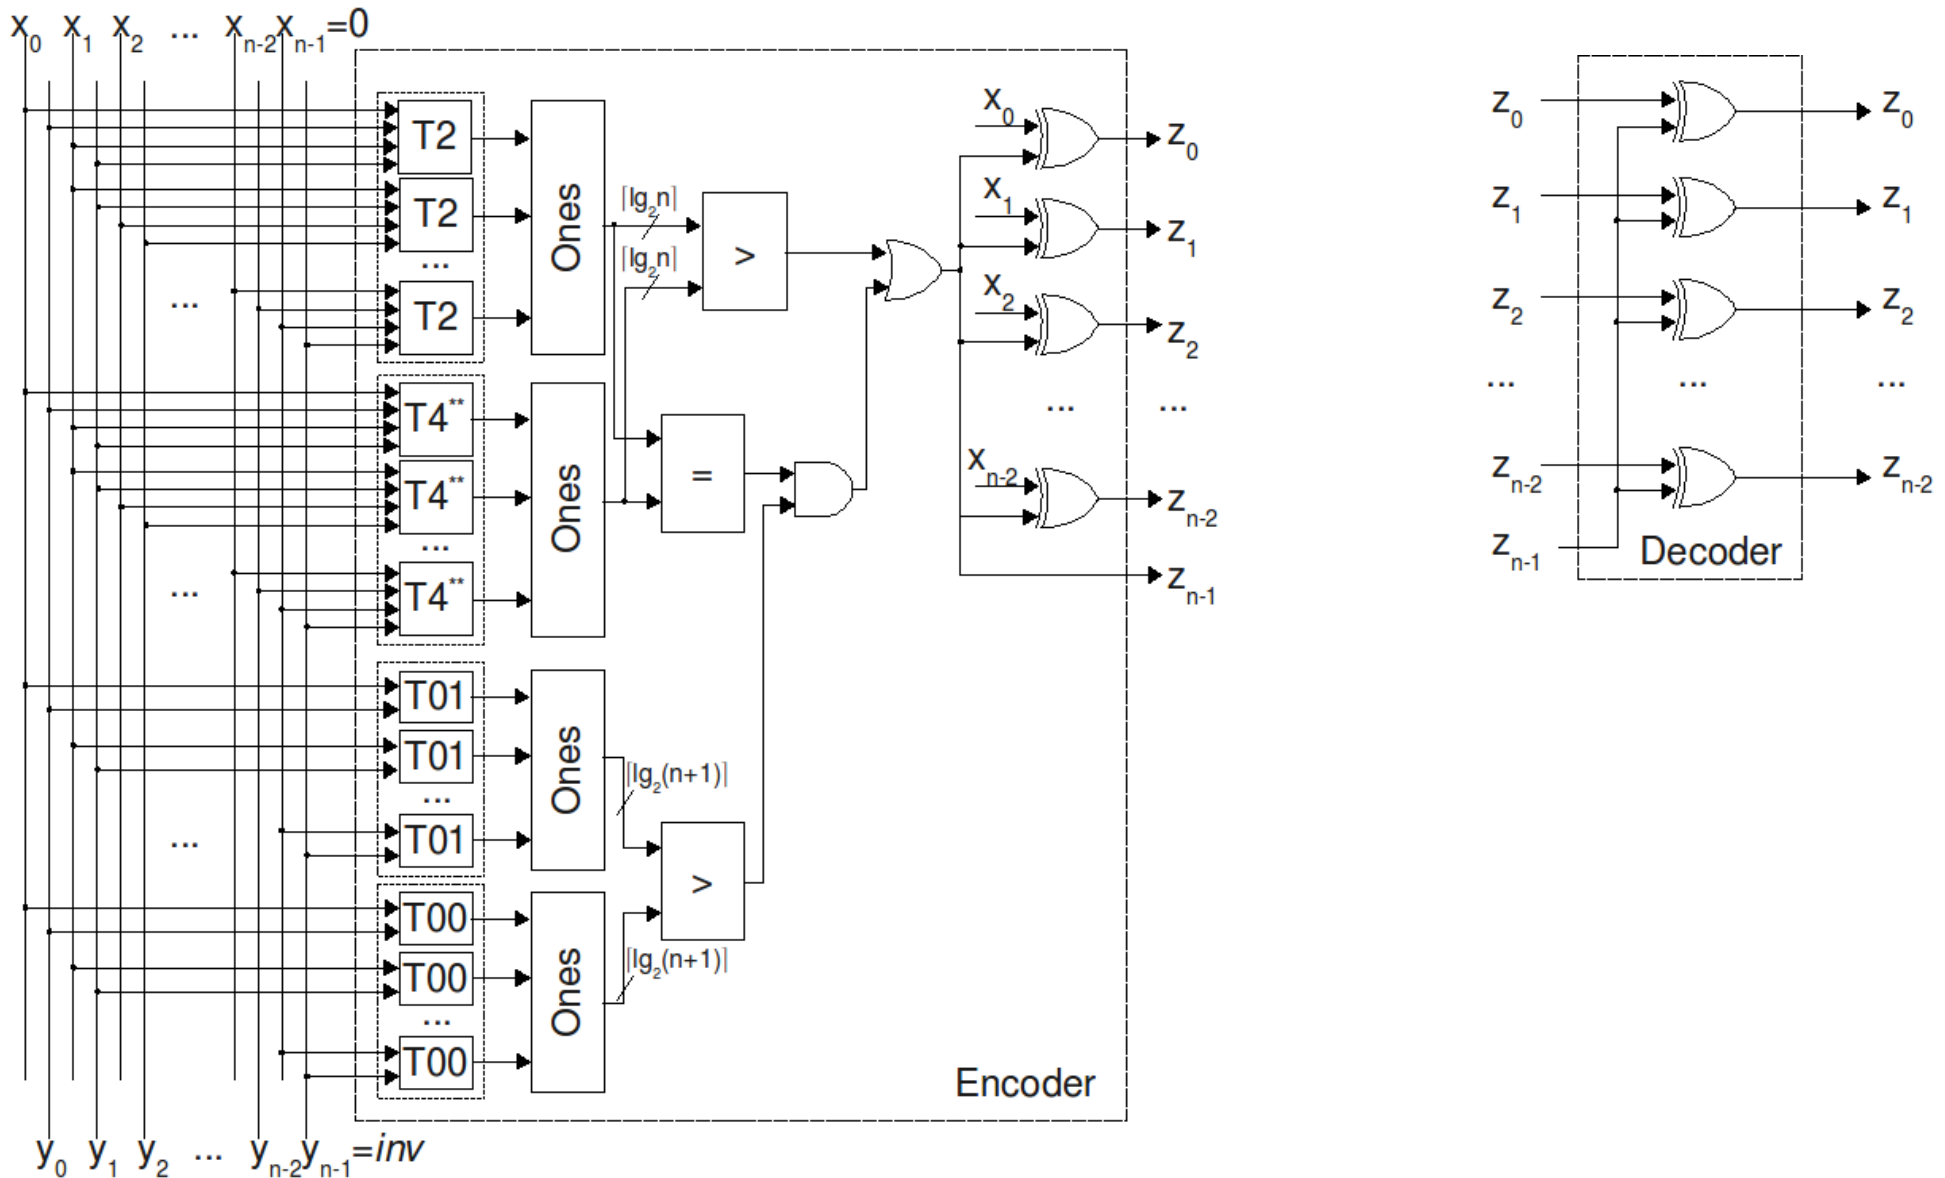 x0 x1 x2 ... xn-2 xn-1=0
T2
T2
...
T2
...
T4**
T4**
...
T4**
...
T01
T01
...
T01
...
T00
T00
...
T00
Ones
Ones
Ones
Ones
⌈lg2n⌉
⌈lg2n⌉
>
=
⌈lg2(n+1)⌉
>
⌈lg2(n+1)⌉
x0
z0
x1
z1
x2
z2
... ...
xn-2
zn-2
zn-1
Encoder
y0 y1 y2 ... yn-2 yn-1=inv
z0 z0
z1 z1
z2 z2
... ... ...
zn-2 zn-2
zn-1
Decoder